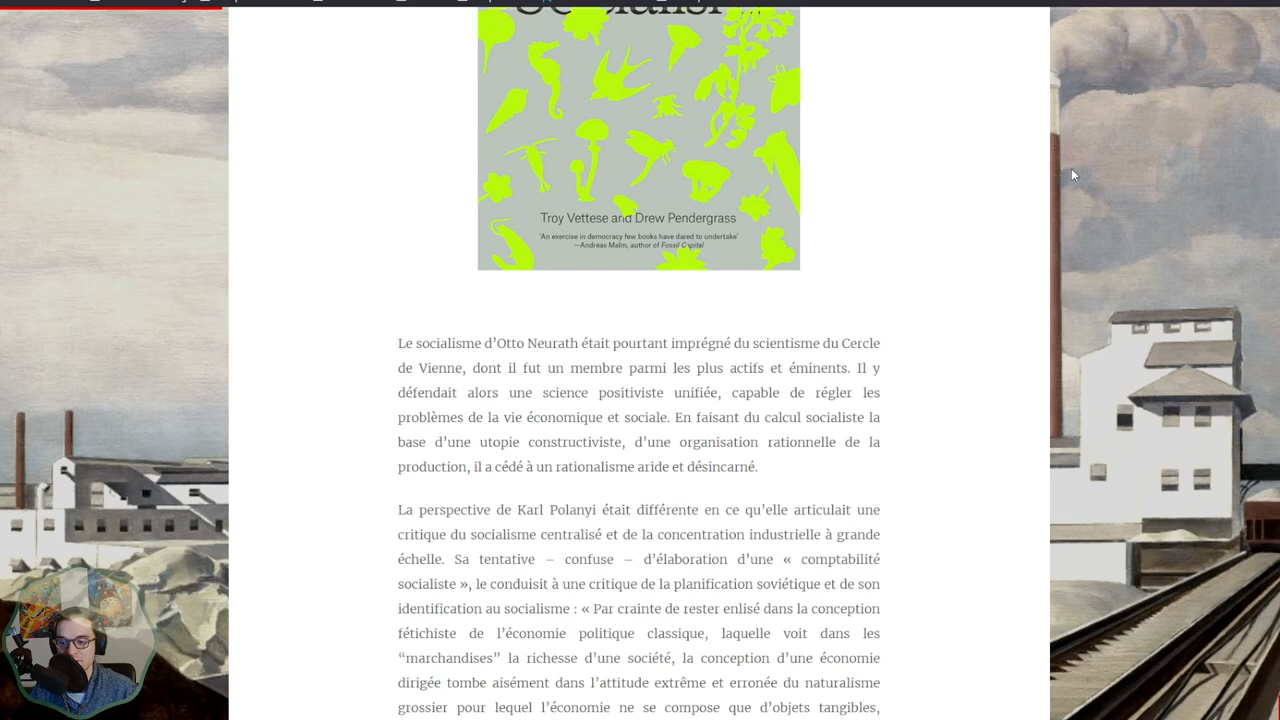 Troy Vettese and Drew Pendergrass
'An exercise in democracy few books have dared to undertake'
—Andreas Malm, author of Fossil Capital
Le socialisme d’Otto Neurath était pourtant imprégné du scientisme du Cercle
de Vienne, dont il fut un membre parmi les plus actifs et éminents. Il y
défendait alors une science positiviste unifiée, capable de régler les
problèmes de la vie économique et sociale. En faisant du calcul socialiste la
base d’une utopie constructiviste, d’une organisation rationnelle de la
production, il a cédé à un rationalisme aride et désincarné.
La perspective de Karl Polanyi était différente en ce qu’elle articulait une
critique du socialisme centralisé et de la concentration industrielle à grande
échelle. Sa tentative – confuse – d’élaboration d’une « comptabilité
socialiste », le conduisit à une critique de la planification soviétique et de son
identification au socialisme : « Par crainte de rester enlisé dans la conception
fétichiste de l’économie politique classique, laquelle voit dans les
“marchandises” la richesse d’une société, la conception d’une économie
dirigée tombe aisément dans l’attitude extrême et erronée du naturalisme
grossier pour lequel l’économie ne se compose que d’objets tangibles,